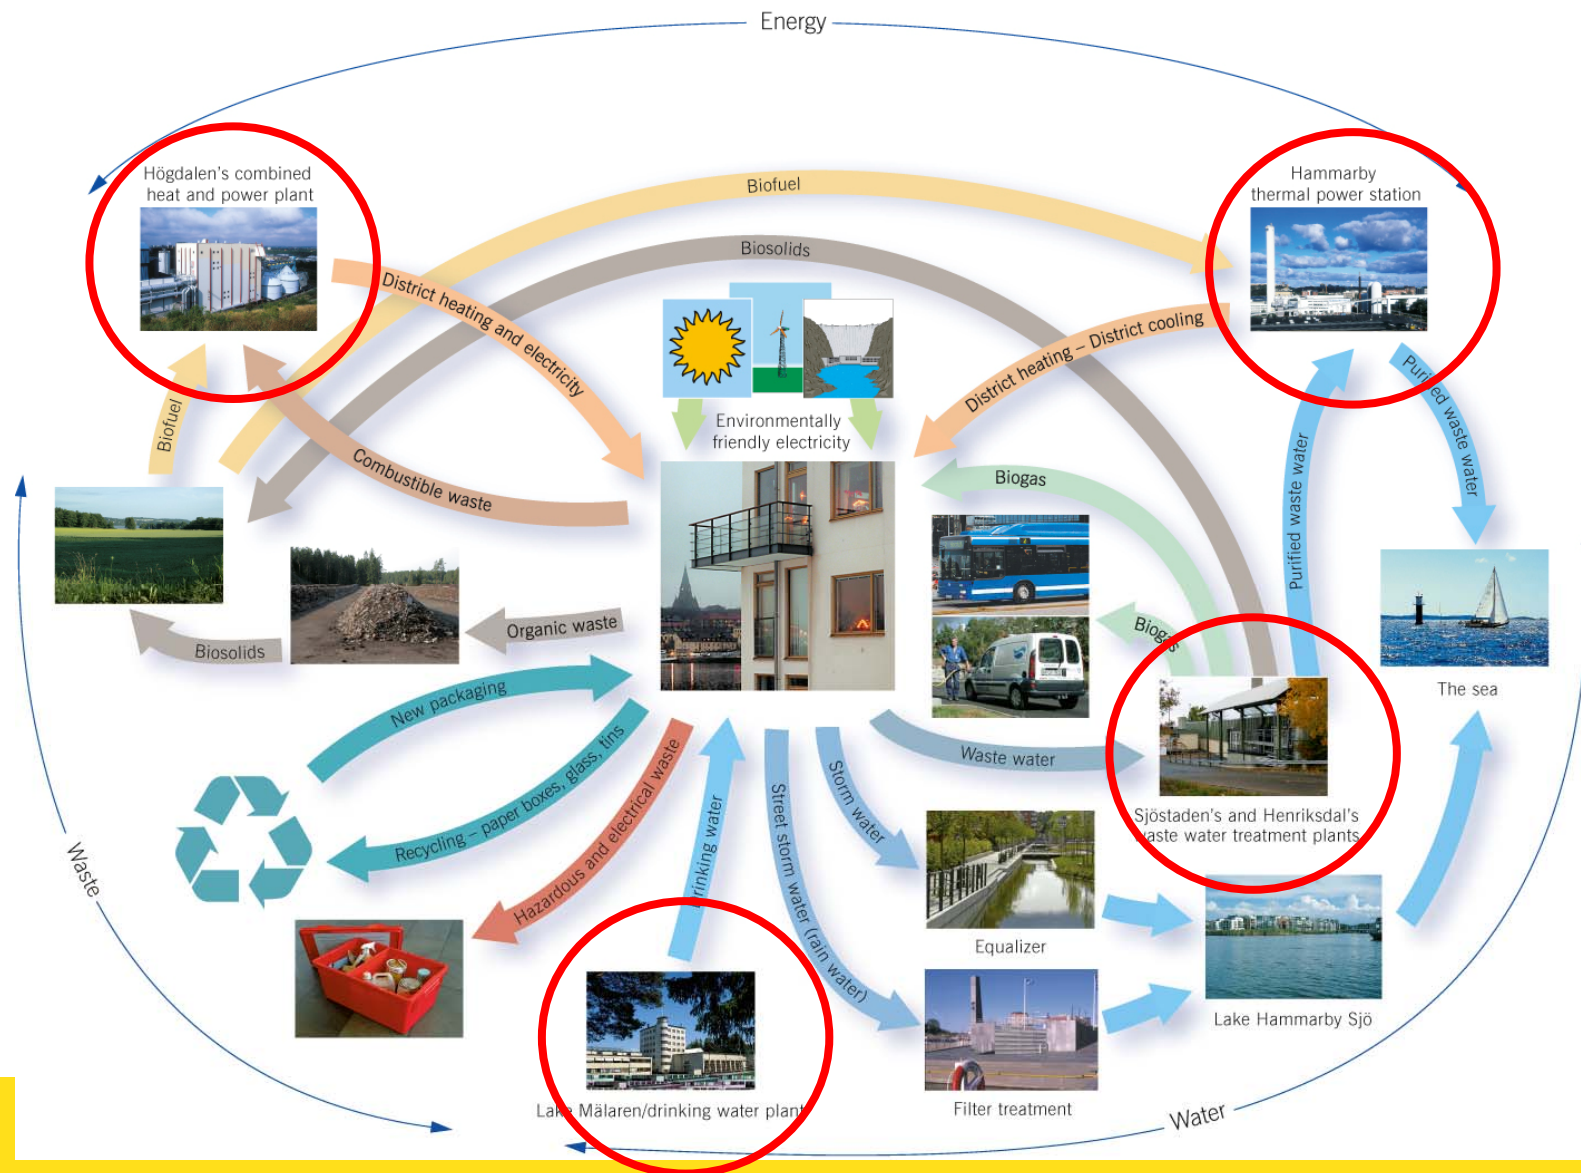 Energy
Högdalen's combined
heat and power plant
Hammarby
thermal power station
Biofuel
Biosolids
District heating and electricity
District heating – District cooling
Purified waste water
Environmentally
friendly electricity
Biofuel
Combustible waste
Biogas
Purified waste water
Organic waste
Biosolids
Biogas
The sea
New packaging
Waste water
Recycling – paper boxes, glass, tins
Hazardous and electrical waste
Drinking water
Street storm water (rain water)
Storm water
Sjöstaden's and Henriksdal's
waste water treatment plants
Waste
Equalizer
Lake Hammarby Sjö
Lake Mälaren/drinking water plant
Filter treatment
Water